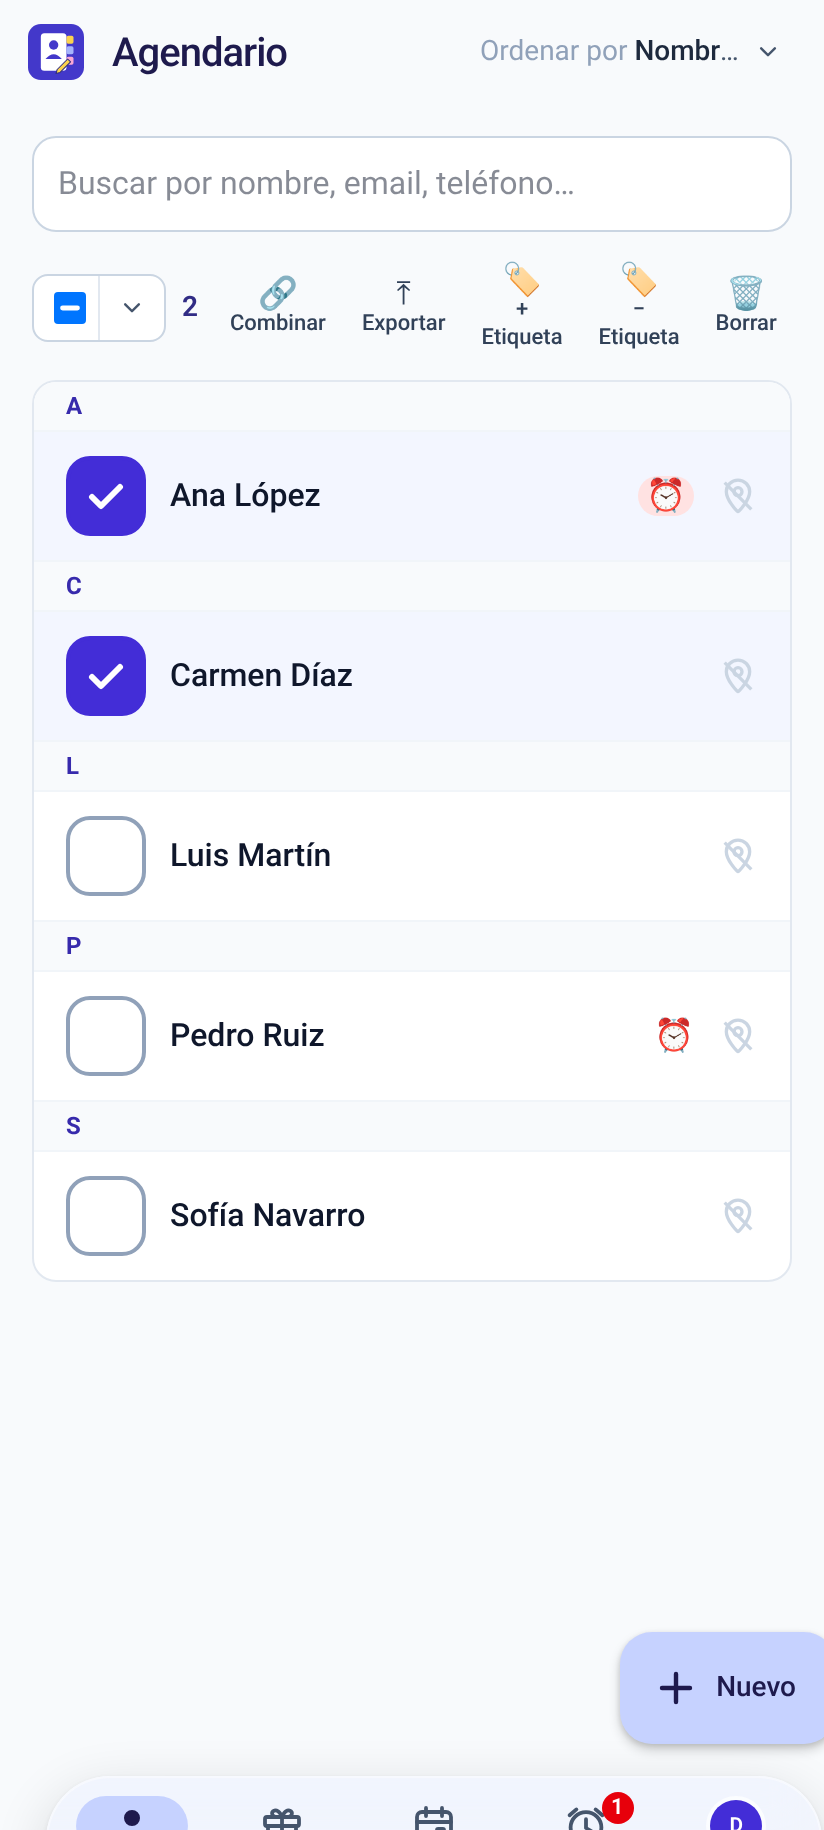 Agendario
Ordenar por Nombr...
Buscar por nombre, email, teléfono...
2
Combinar
Exportar
+
Etiqueta
−
Etiqueta
Borrar
A
Ana López
C
Carmen Díaz
L
Luis Martín
P
Pedro Ruiz
S
Sofía Navarro
+ Nuevo
1
D